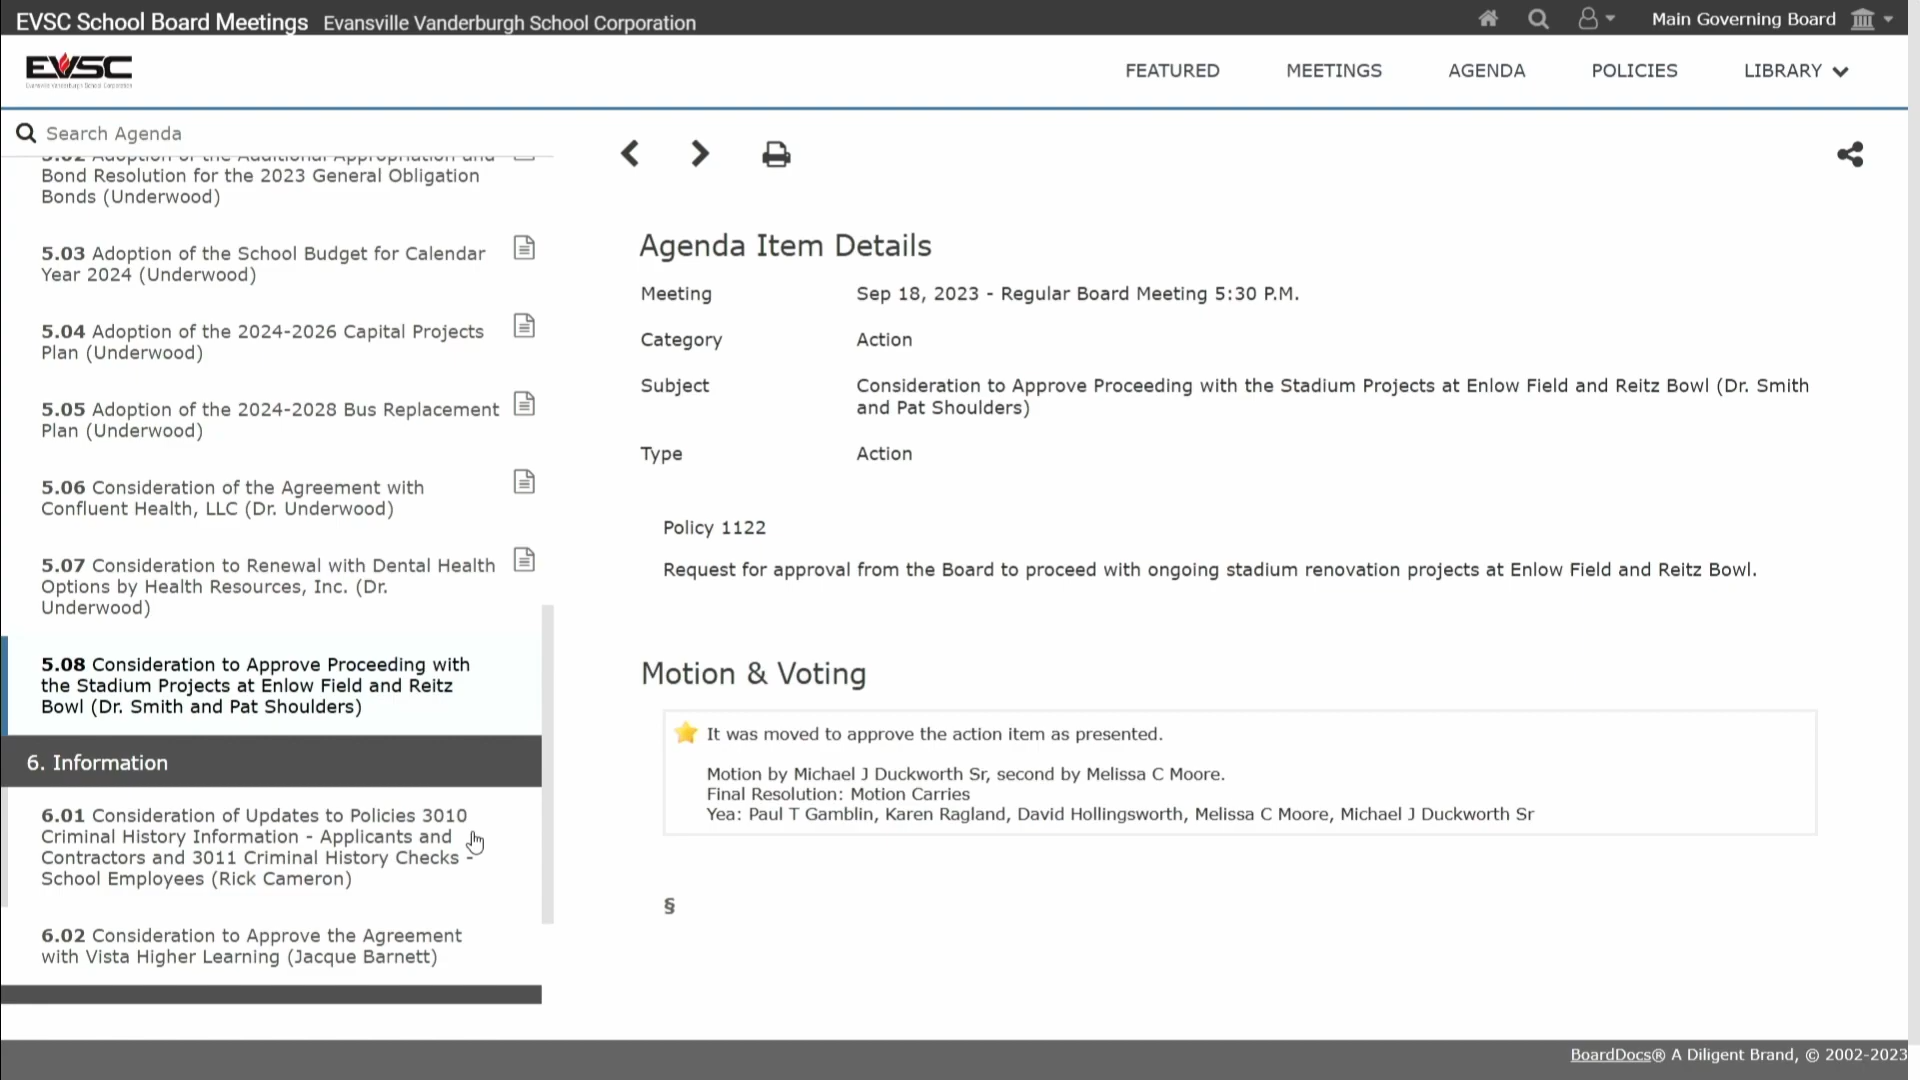 EVSC School Board Meetings Evansville Vanderburgh School Corporation
Main Governing Board
EVSC
Evansville Vanderburgh School Corporation
FEATURED MEETINGS AGENDA POLICIES LIBRARY
Search Agenda
5.02 Adoption of the Additional Appropriation and
Bond Resolution for the 2023 General Obligation
Bonds (Underwood)
5.03 Adoption of the School Budget for Calendar
Year 2024 (Underwood)
5.04 Adoption of the 2024-2026 Capital Projects
Plan (Underwood)
5.05 Adoption of the 2024-2028 Bus Replacement
Plan (Underwood)
5.06 Consideration of the Agreement with
Confluent Health, LLC (Dr. Underwood)
5.07 Consideration to Renewal with Dental Health
Options by Health Resources, Inc. (Dr.
Underwood)
5.08 Consideration to Approve Proceeding with
the Stadium Projects at Enlow Field and Reitz
Bowl (Dr. Smith and Pat Shoulders)
6. Information
6.01 Consideration of Updates to Policies 3010
Criminal History Information - Applicants and
Contractors and 3011 Criminal History Checks -
School Employees (Rick Cameron)
6.02 Consideration to Approve the Agreement
with Vista Higher Learning (Jacque Barnett)
Agenda Item Details
Meeting Sep 18, 2023 - Regular Board Meeting 5:30 P.M.
Category Action
Subject Consideration to Approve Proceeding with the Stadium Projects at Enlow Field and Reitz Bowl (Dr. Smith
and Pat Shoulders)
Type Action
Policy 1122
Request for approval from the Board to proceed with ongoing stadium renovation projects at Enlow Field and Reitz Bowl.
Motion & Voting
It was moved to approve the action item as presented.
Motion by Michael J Duckworth Sr, second by Melissa C Moore.
Final Resolution: Motion Carries
Yea: Paul T Gamblin, Karen Ragland, David Hollingsworth, Melissa C Moore, Michael J Duckworth Sr
§
BoardDocs® A Diligent Brand, © 2002-2023